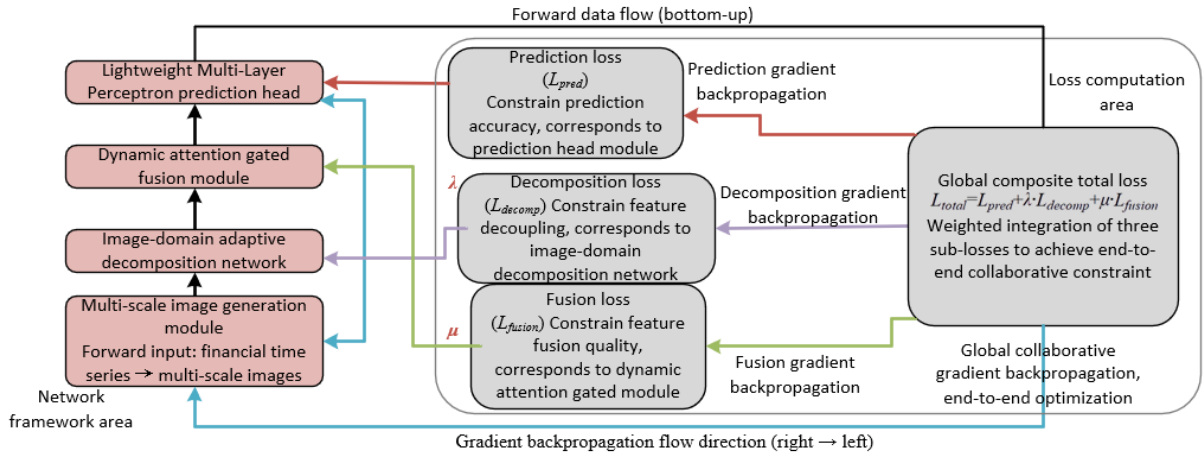 Forward data flow (bottom-up)
Lightweight Multi-Layer
Perceptron prediction head
Dynamic attention gated
fusion module
Image-domain adaptive
decomposition network
Multi-scale image generation
module
Forward input: financial time
series → multi-scale images
Network
framework area
Prediction loss
(Lpred)
Constrain prediction
accuracy, corresponds to
prediction head module
λ
Decomposition loss
(Ldecomp) Constrain feature
decoupling, corresponds to
image-domain
decomposition network
μ
Fusion loss
(Lfusion) Constrain feature
fusion quality,
corresponds to dynamic
attention gated module
Prediction gradient
backpropagation
Decomposition gradient
backpropagation
Fusion gradient
backpropagation
Loss computation
area
Global composite total loss
Ltotal=Lpred+λ·Ldecomp+μ·Lfusion
Weighted integration of three
sub-losses to achieve end-to-
end collaborative constraint
Global collaborative
gradient backpropagation,
end-to-end optimization
Gradient backpropagation flow direction (right → left)